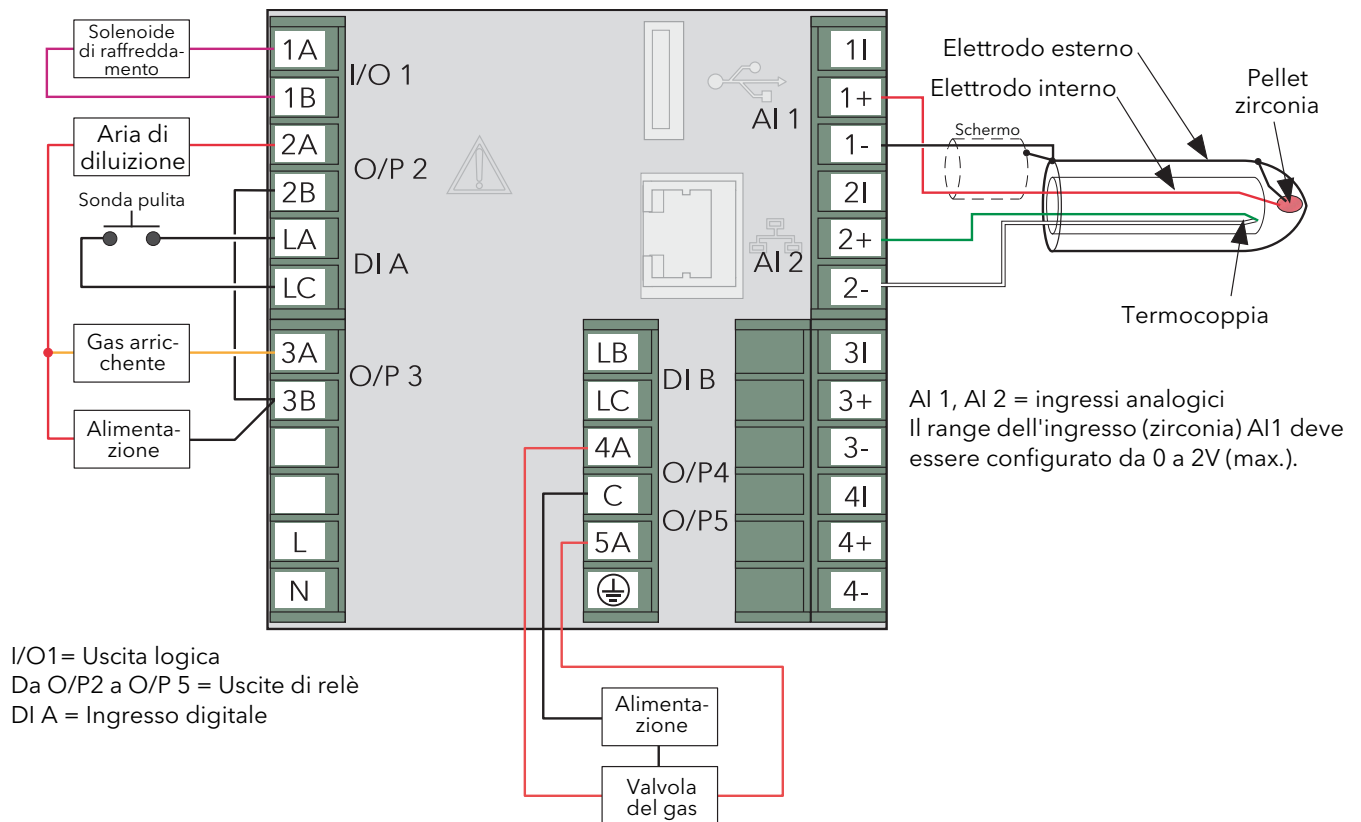 Solenoide
di raffredda-
mento
Aria di
diluizione
Sonda pulita
Gas arric-
chente
Alimenta-
zione
1A
1B
2A
2B
LA
LC
3A
3B
L
N
I/O 1
O/P 2
DI A
O/P 3
AI 1
AI 2
LB
LC
4A
C
5A
DI B
O/P4
O/P5
1I
1+
1-
2I
2+
2-
3I
3+
3-
4I
4+
4-
Elettrodo esterno
Elettrodo interno
Pellet
zirconia
Schermo
Termocoppia
AI 1, AI 2 = ingressi analogici
Il range dell'ingresso (zirconia) AI1 deve
essere configurato da 0 a 2V (max.).
I/O1= Uscita logica
Da O/P2 a O/P 5 = Uscite di relè
DI A = Ingresso digitale
Alimenta-
zione
Valvola
del gas